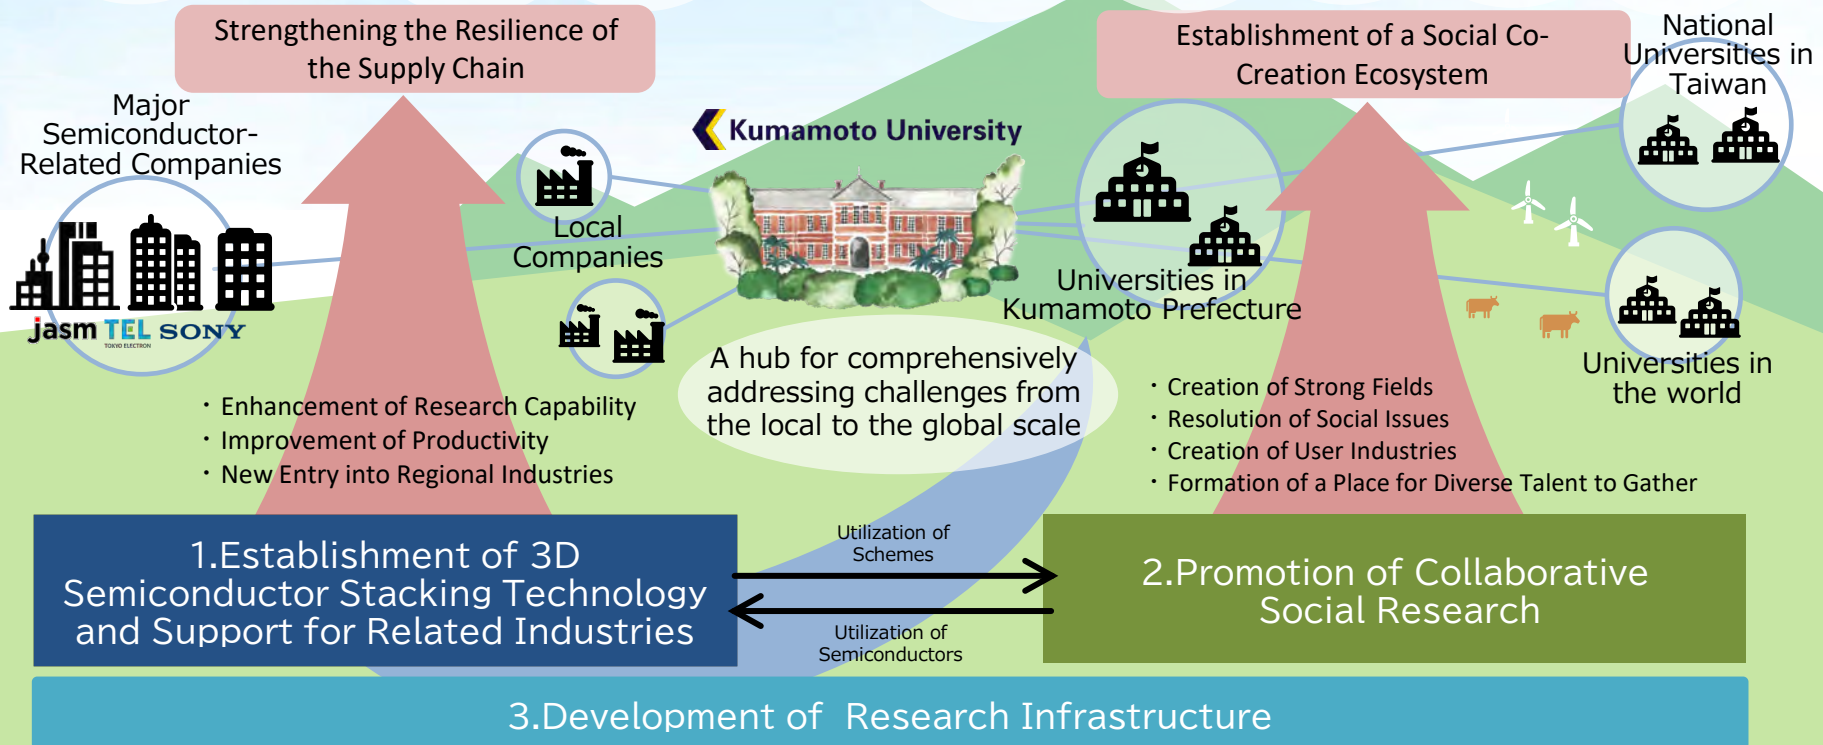 Strengthening the Resilience of
the Supply Chain
Establishment of a Social Co-
Creation Ecosystem
National
Universities in
Taiwan
Major
Semiconductor-
Related Companies
Kumamoto University
Local
Companies
jasm TEL SONY
TOKYO ELECTRON
Universities in
Kumamoto Prefecture
Universities in
the world
A hub for comprehensively
addressing challenges from
the local to the global scale
・Enhancement of Research Capability
・Improvement of Productivity
・New Entry into Regional Industries
・Creation of Strong Fields
・Resolution of Social Issues
・Creation of User Industries
・Formation of a Place for Diverse Talent to Gather
1.Establishment of 3D
Semiconductor Stacking Technology
and Support for Related Industries
Utilization of
Schemes
Utilization of
Semiconductors
2.Promotion of Collaborative
Social Research
3.Development of Research Infrastructure